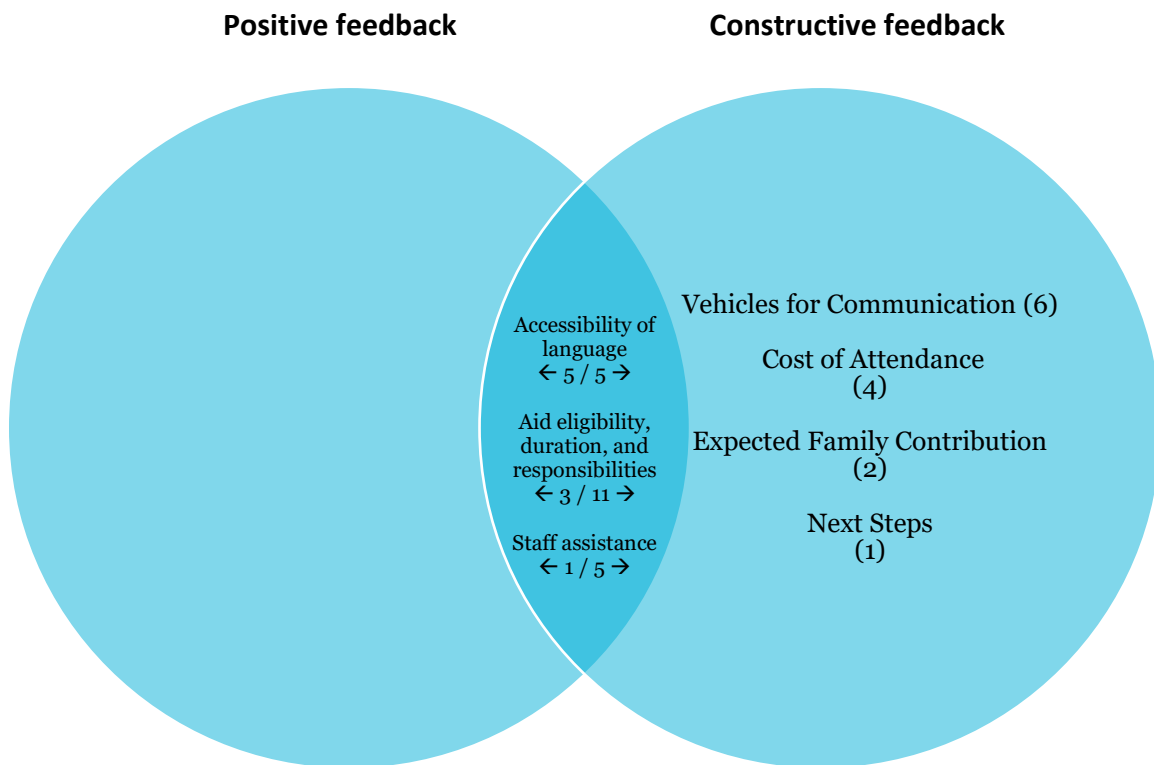 Positive feedback
Constructive feedback
Accessibility of
language
← 5 / 5 →
Aid eligibility,
duration, and
responsibilities
← 3 / 11 →
Staff assistance
← 1 / 5 →
Vehicles for Communication (6)
Cost of Attendance
(4)
Expected Family Contribution
(2)
Next Steps
(1)